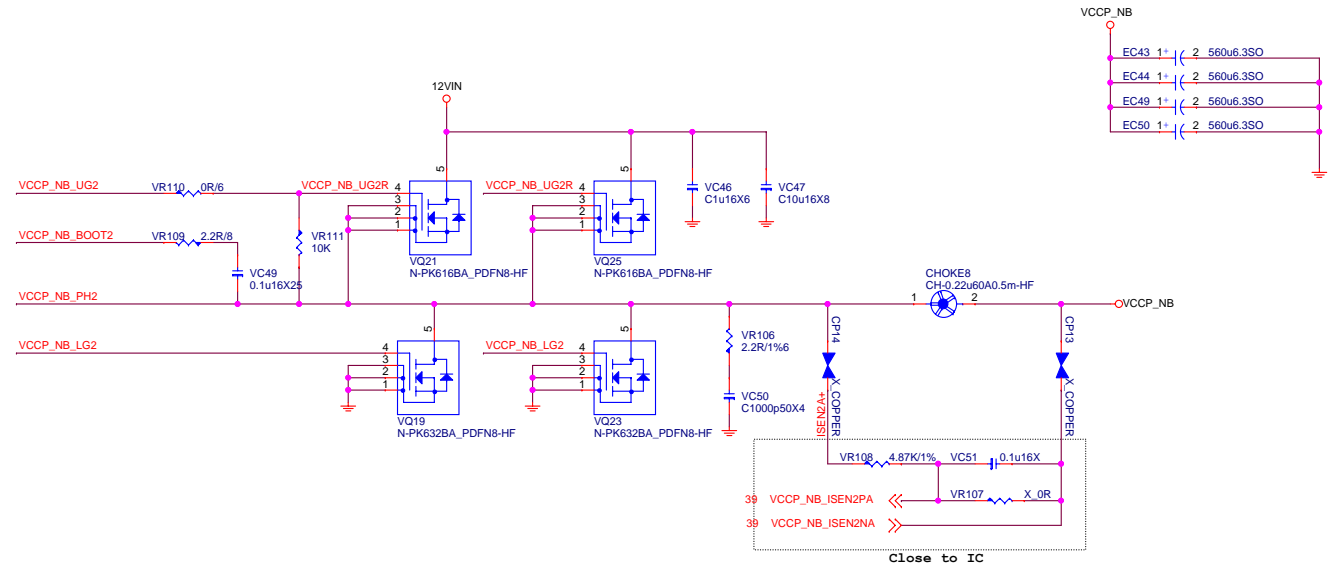 VCCP_NB
EC43 1 + 2 560u6.3SO
EC44 1 + 2 560u6.3SO
EC49 1 + 2 560u6.3SO
EC50 1 + 2 560u6.3SO
12VIN
VCCP_NB_UG2
VR110 0R/6
VCCP_NB_UG2R
4
3
2
1
5
VQ21
N-PK616BA_PDFN8-HF
VCCP_NB_UG2R
4
3
2
1
5
VQ25
N-PK616BA_PDFN8-HF
VC46
C1u16X6
VC47
C10u16X8
VCCP_NB_BOOT2
VR109 2.2R/8
VR111
10K
VC49
0.1u16X25
VCCP_NB_PH2
CHOKE8
CH-0.22u60A0.5m-HF
1 2
VCCP_NB
VCCP_NB_LG2
4
3
2
1
5
VQ19
N-PK632BA_PDFN8-HF
VCCP_NB_LG2
4
3
2
1
5
VQ23
N-PK632BA_PDFN8-HF
VR106
2.2R/1%6
VC50
C1000p50X4
CP14
X_COPPER
ISEN2A+
CP13
X_COPPER
VR108 4.87K/1%
VC51 0.1u16X
39 VCCP_NB_ISEN2PA
VR107 X_0R
39 VCCP_NB_ISEN2NA
Close to IC